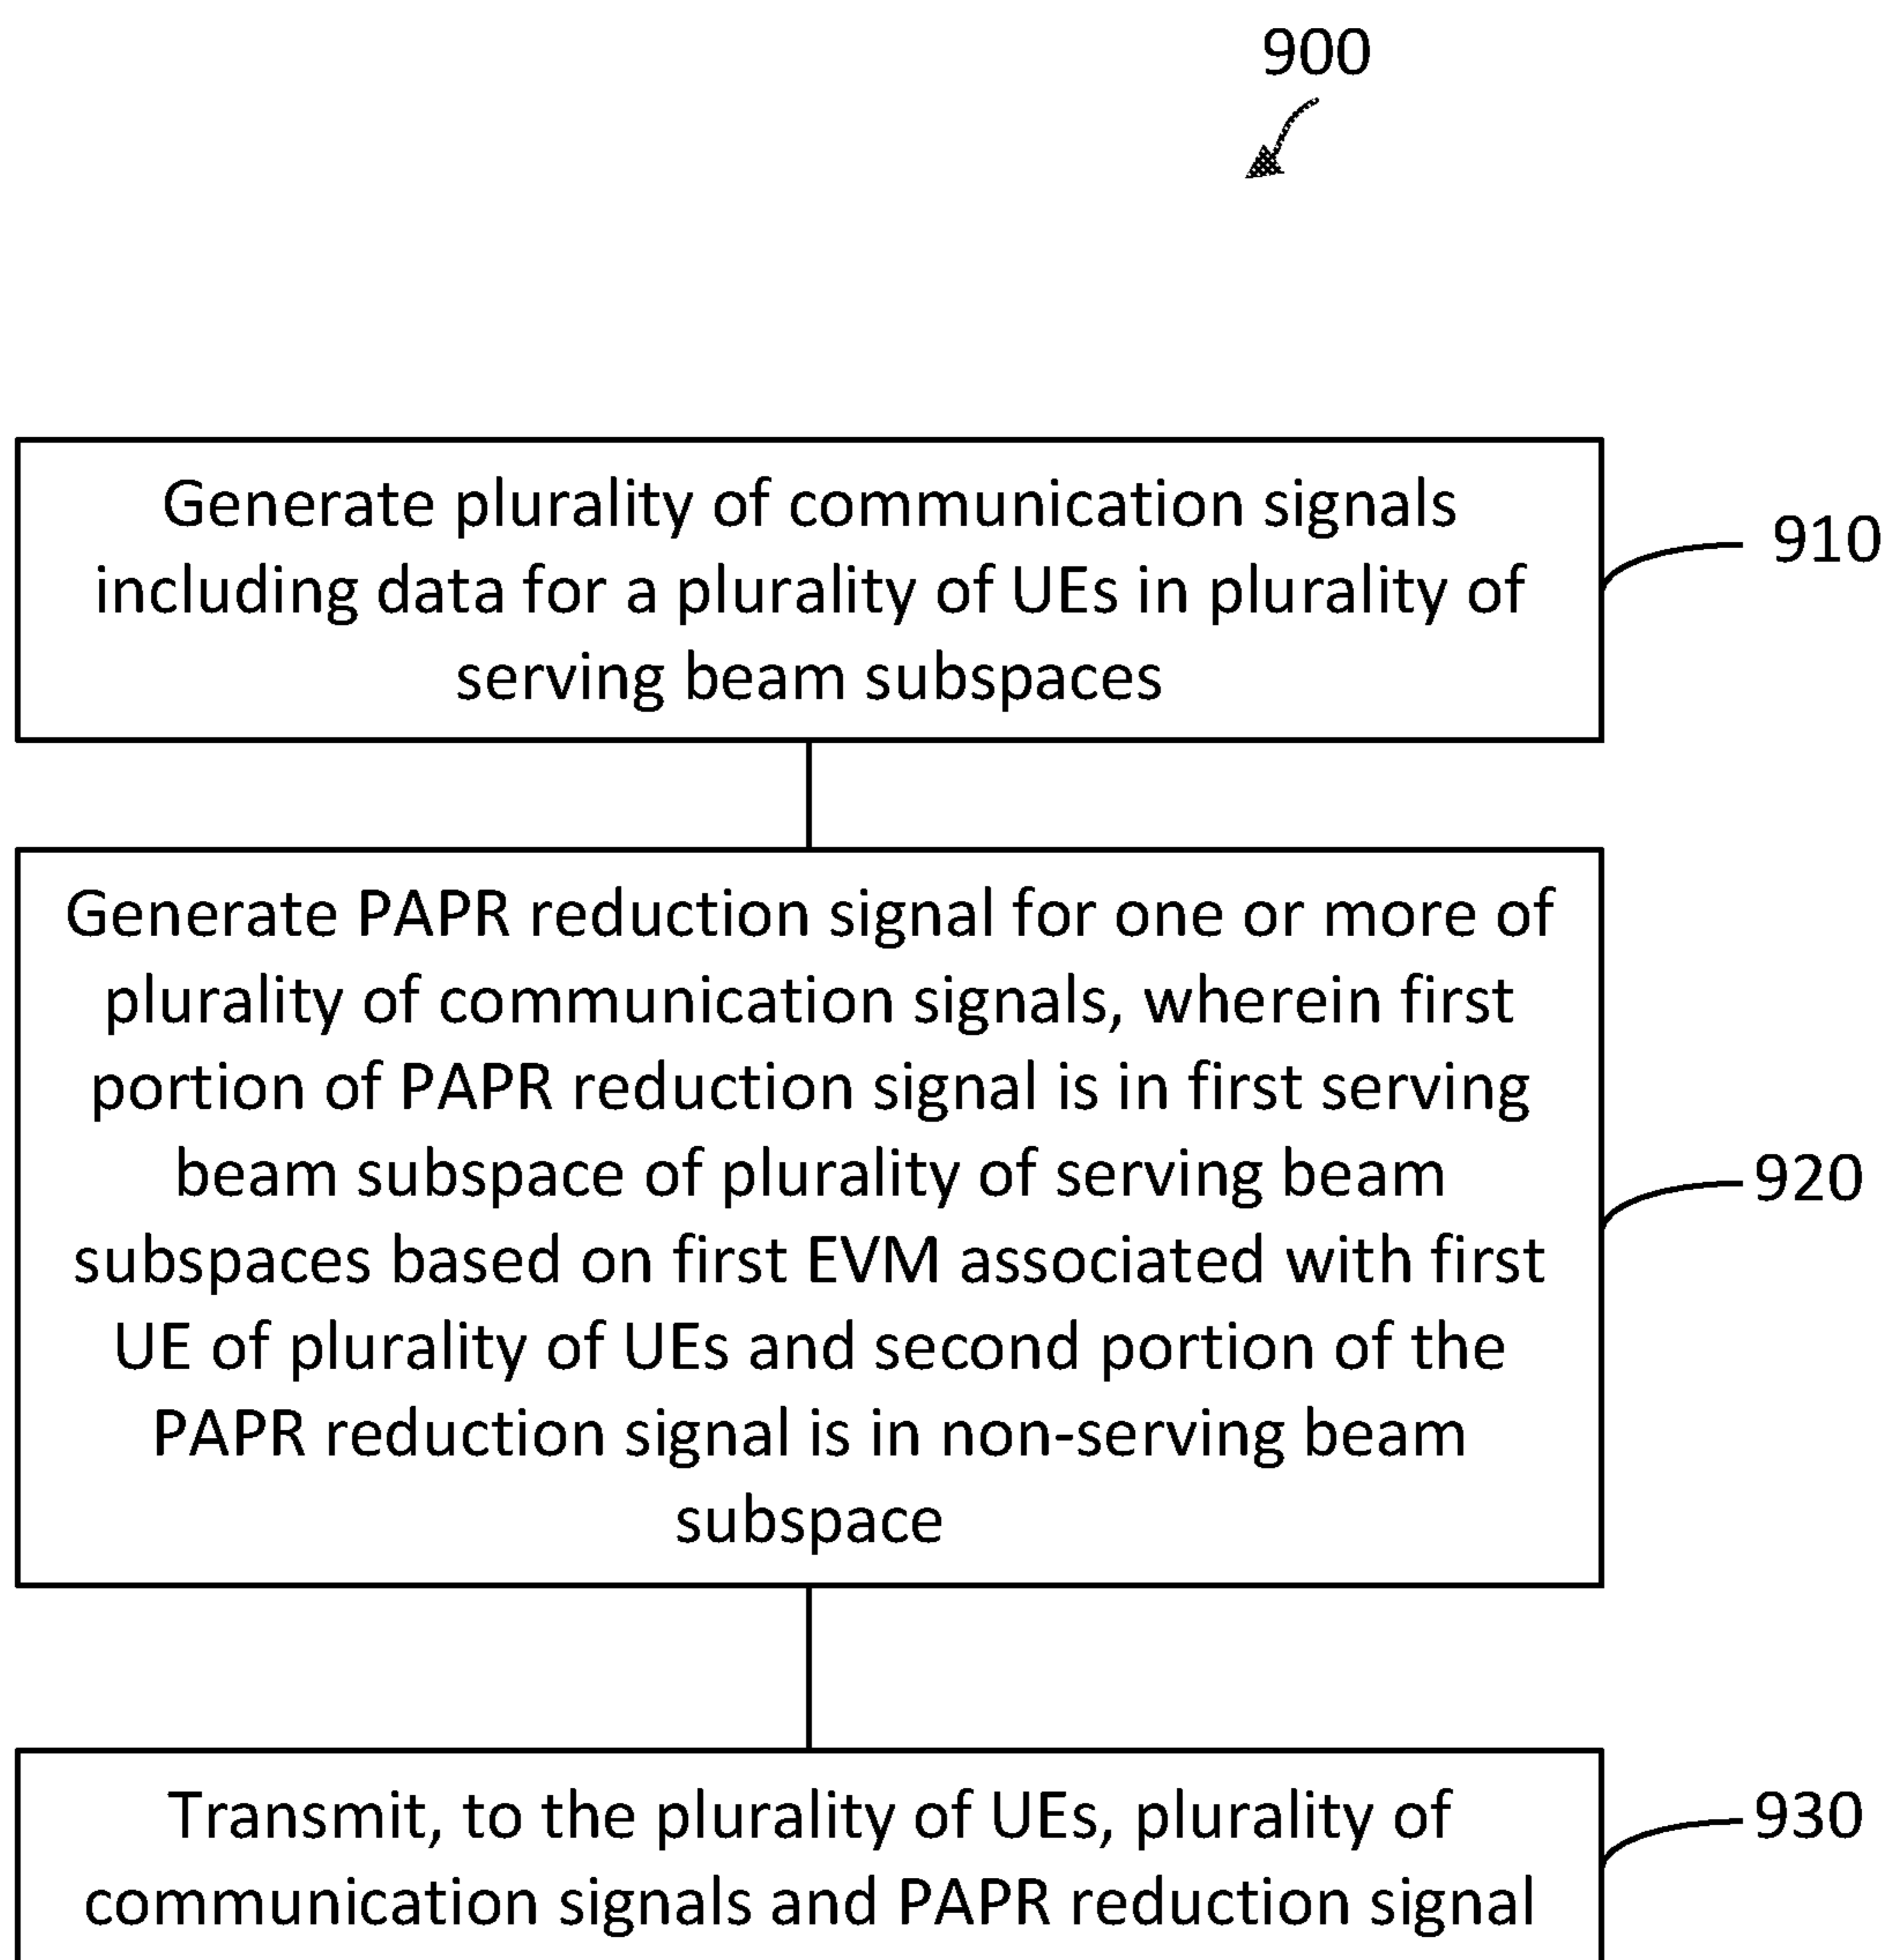 900
Generate plurality of communication signals
including data for a plurality of UEs in plurality of
serving beam subspaces
910
Generate PAPR reduction signal for one or more of
plurality of communication signals, wherein first
portion of PAPR reduction signal is in first serving
beam subspace of plurality of serving beam
subspaces based on first EVM associated with first
UE of plurality of UEs and second portion of the
PAPR reduction signal is in non-serving beam
subspace
920
Transmit, to the plurality of UEs, plurality of
communication signals and PAPR reduction signal
930